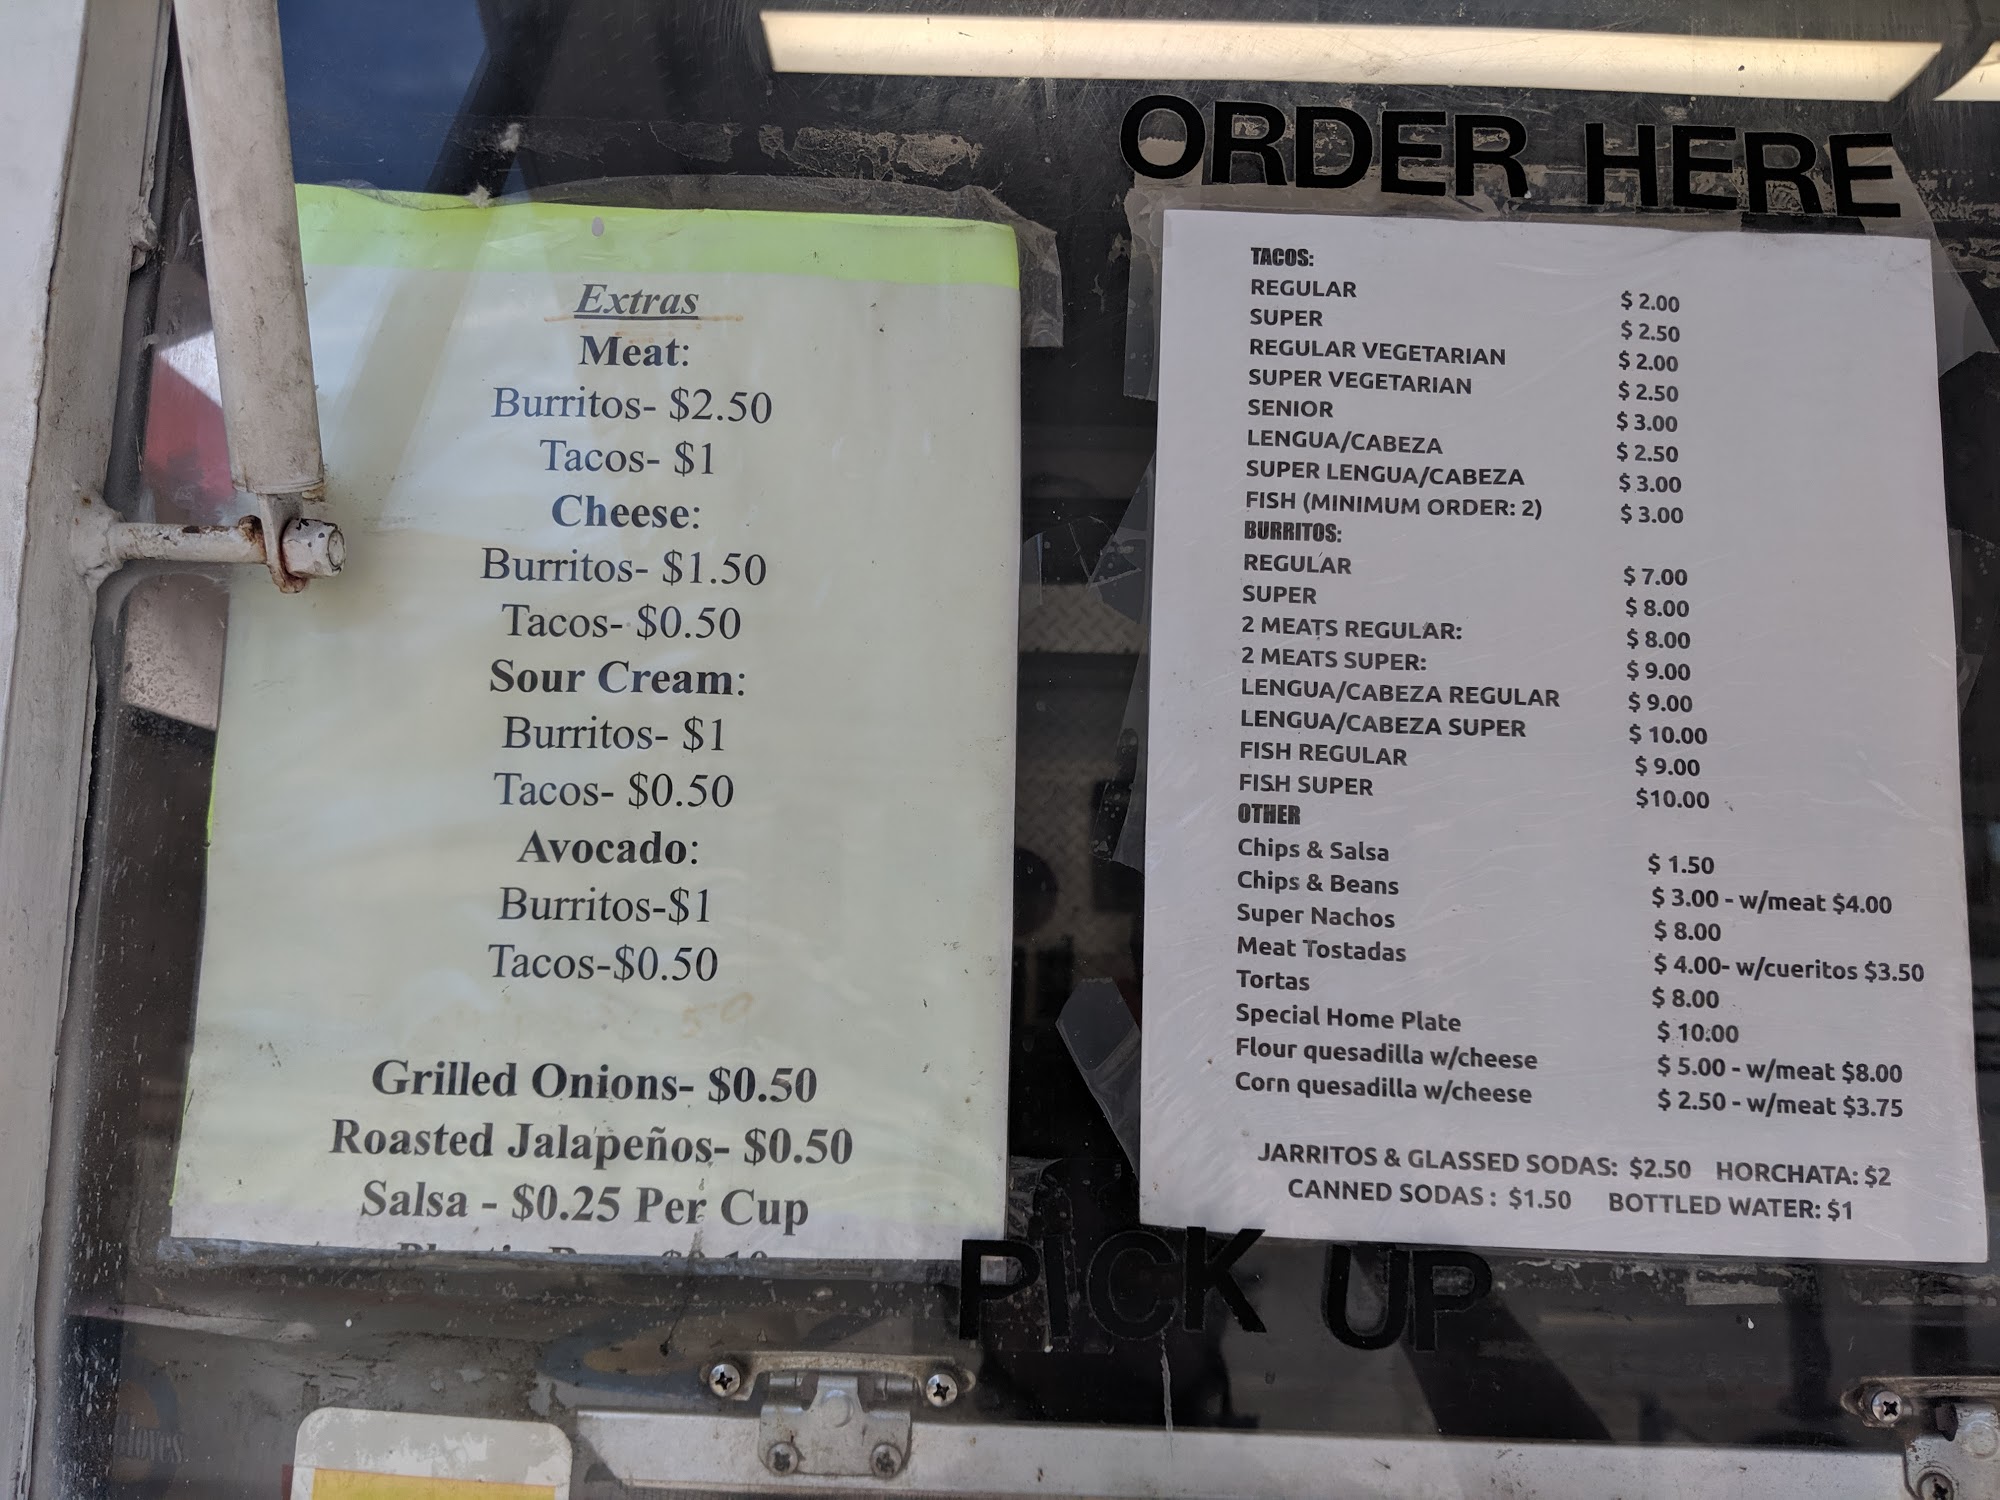 ORDER HERE
Extras
Meat:
Burritos- $2.50
Tacos- $1
Cheese:
Burritos- $1.50
Tacos- $0.50
Sour Cream:
Burritos- $1
Tacos- $0.50
Avocado:
Burritos-$1
Tacos-$0.50
Grilled Onions- $0.50
Roasted Jalapeños- $0.50
Salsa - $0.25 Per Cup
TACOS:
REGULAR $ 2.00
SUPER $ 2.50
REGULAR VEGETARIAN $ 2.00
SUPER VEGETARIAN $ 2.50
SENIOR $ 3.00
LENGUA/CABEZA $ 2.50
SUPER LENGUA/CABEZA $ 3.00
FISH (MINIMUM ORDER: 2) $ 3.00
BURRITOS:
REGULAR $ 7.00
SUPER $ 8.00
2 MEATS REGULAR: $ 8.00
2 MEATS SUPER: $ 9.00
LENGUA/CABEZA REGULAR $ 9.00
LENGUA/CABEZA SUPER $ 10.00
FISH REGULAR $ 9.00
FISH SUPER $10.00
OTHER
Chips & Salsa $ 1.50
Chips & Beans $ 3.00 - w/meat $4.00
Super Nachos $ 8.00
Meat Tostadas $ 4.00- w/cueritos $3.50
Tortas $ 8.00
Special Home Plate $ 10.00
Flour quesadilla w/cheese $ 5.00 - w/meat $8.00
Corn quesadilla w/cheese $ 2.50 - w/meat $3.75
JARRITOS & GLASSED SODAS: $2.50 HORCHATA: $2
CANNED SODAS : $1.50 BOTTLED WATER: $1
PICK UP